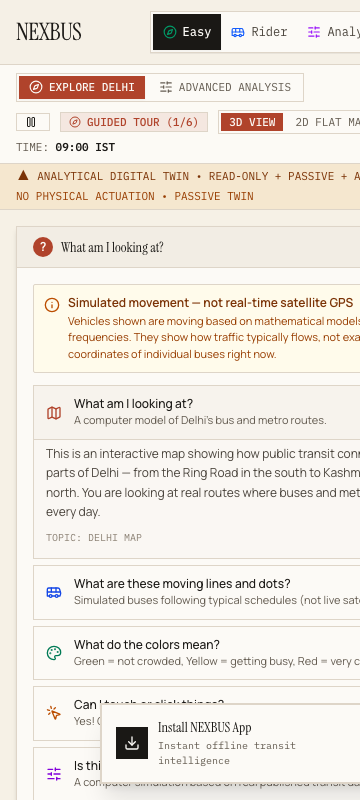 NEXBUS
Easy
Rider
EXPLORE DELHI
ADVANCED ANALYSIS
GUIDED TOUR (1/6)
3D VIEW
2D FLAT
TIME: 09:00 IST
ANALYTICAL DIGITAL TWIN • READ-ONLY + PASSIVE +
NO PHYSICAL ACTUATION • PASSIVE TWIN
? What am I looking at?
Simulated movement — not real-time satellite GPS
Vehicles shown are moving based on mathematical models
frequencies. They show how traffic typically flows, not
coordinates of individual buses right now.
What am I looking at?
A computer model of Delhi's bus and metro routes.
This is an interactive map showing how public transit
parts of Delhi — from the Ring Road in the south to
north. You are looking at real routes where buses and
every day.
TOPIC: DELHI MAP
What are these moving lines and dots?
Simulated buses following typical schedules (not live
What do the colors mean?
Green = not crowded, Yellow = getting busy, Red = very
Can I touch or click things?
Yes!
Is
Install NEXBUS App
Instant offline transit
intelligence